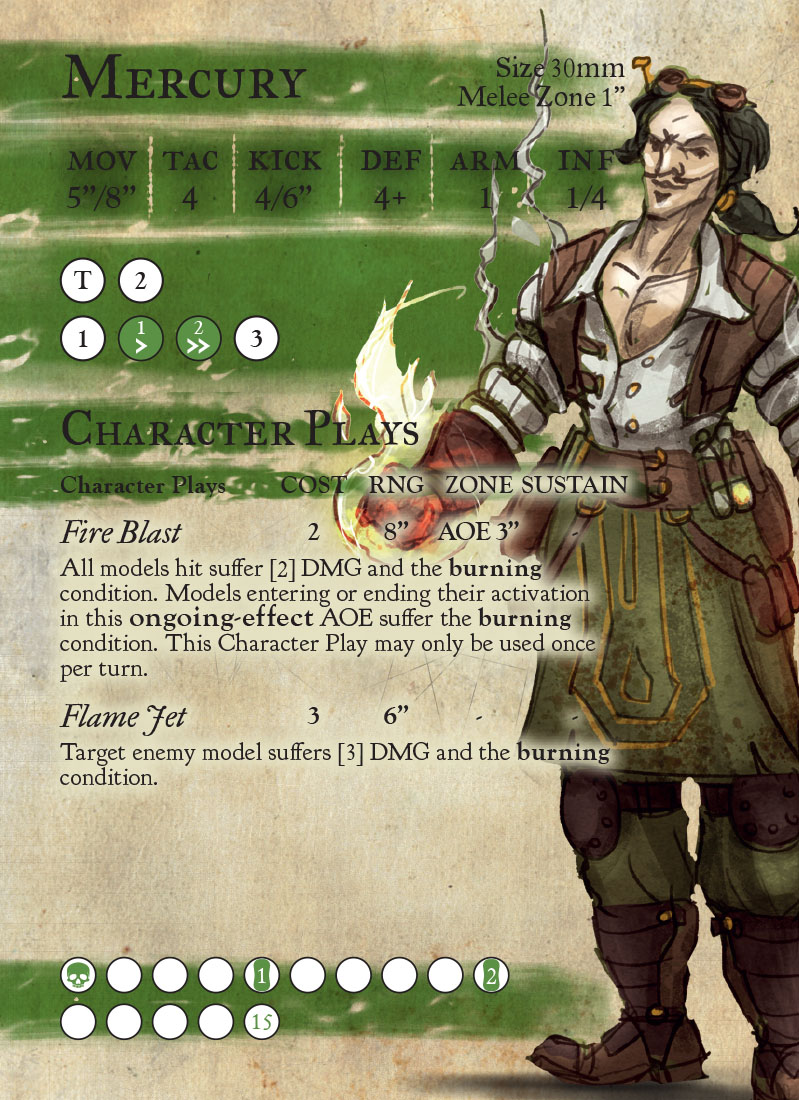 Mercury
Size 30mm
Melee Zone 1”
MOV TAC KICK DEF ARM INF
5”/8” 4 4/6” 4+ 1 1/4
T 2
1 1 > 2 >> 3
Character Plays
Character Plays COST RNG ZONE SUSTAIN
Fire Blast 2 8” AOE 3” -
All models hit suffer [2] DMG and the burning
condition. Models entering or ending their activation
in this ongoing-effect AOE suffer the burning
condition. This Character Play may only be used once
per turn.
Flame Jet 3 6” - -
Target enemy model suffers [3] DMG and the burning
condition.
1 2
15